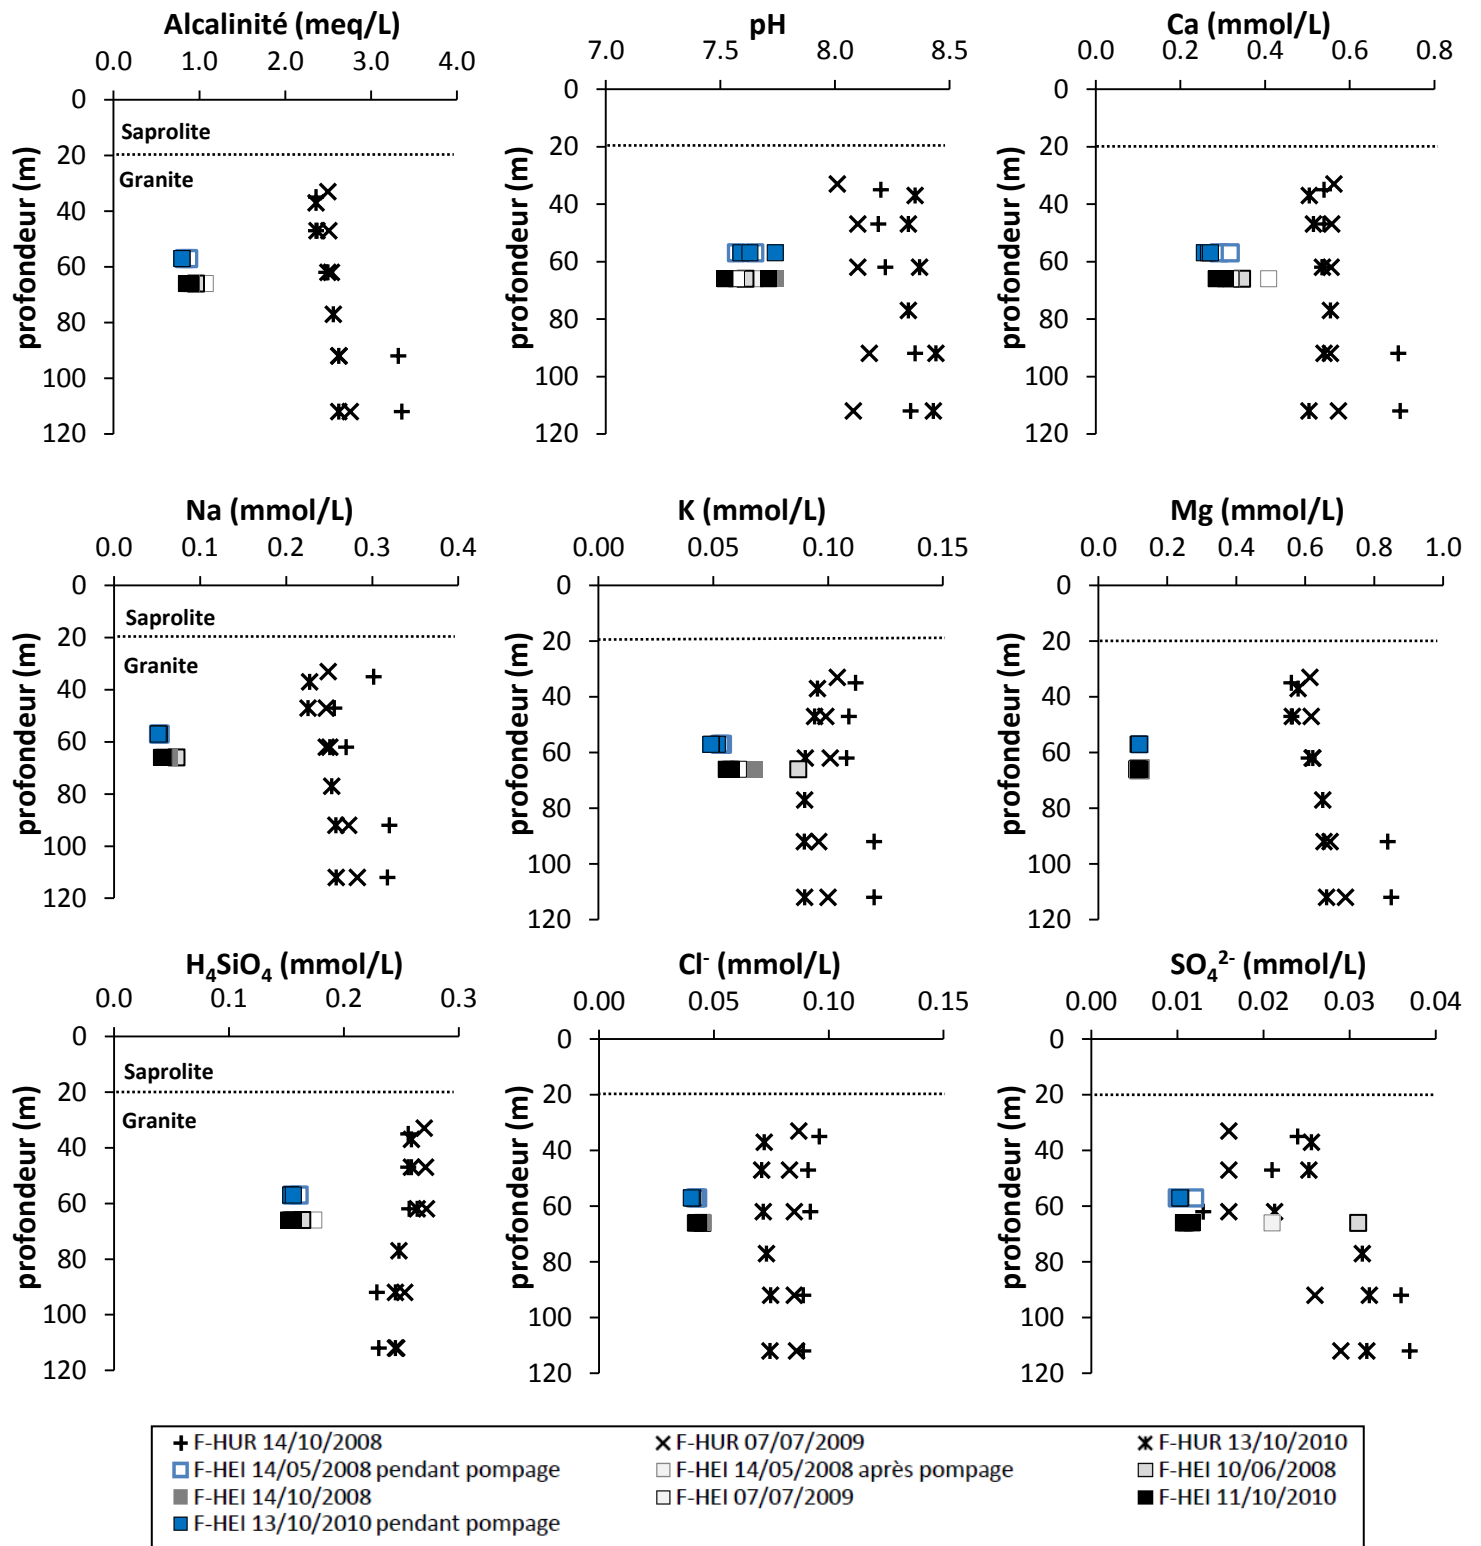 Alcalinité (meq/L) pH Ca (mmol/L)
0.0 1.0 2.0 3.0 4.0 7.0 7.5 8.0 8.5 0.0 0.2 0.4 0.6 0.8
profondeur (m) 0 20 40 60 80 100 120
Saprolite
Granite
profondeur (m) 0 20 40 60 80 100 120
profondeur (m) 0 20 40 60 80 100 120
Na (mmol/L) K (mmol/L) Mg (mmol/L)
0.0 0.1 0.2 0.3 0.4 0.00 0.05 0.10 0.15 0.0 0.2 0.4 0.6 0.8 1.0
profondeur (m) 0 20 40 60 80 100 120
Saprolite
Granite
profondeur (m) 0 20 40 60 80 100 120
profondeur (m) 0 20 40 60 80 100 120
H₄SiO₄ (mmol/L) Cl⁻ (mmol/L) SO₄²⁻ (mmol/L)
0.0 0.1 0.2 0.3 0.00 0.05 0.10 0.15 0.00 0.01 0.02 0.03 0.04
profondeur (m) 0 20 40 60 80 100 120
Saprolite
Granite
profondeur (m) 0 20 40 60 80 100 120
profondeur (m) 0 20 40 60 80 100 120
F-HUR 14/10/2008 F-HUR 07/07/2009 F-HUR 13/10/2010
F-HEI 14/05/2008 pendant pompage F-HEI 14/05/2008 après pompage F-HEI 10/06/2008
F-HEI 14/10/2008 F-HEI 07/07/2009 F-HEI 11/10/2010
F-HEI 13/10/2010 pendant pompage